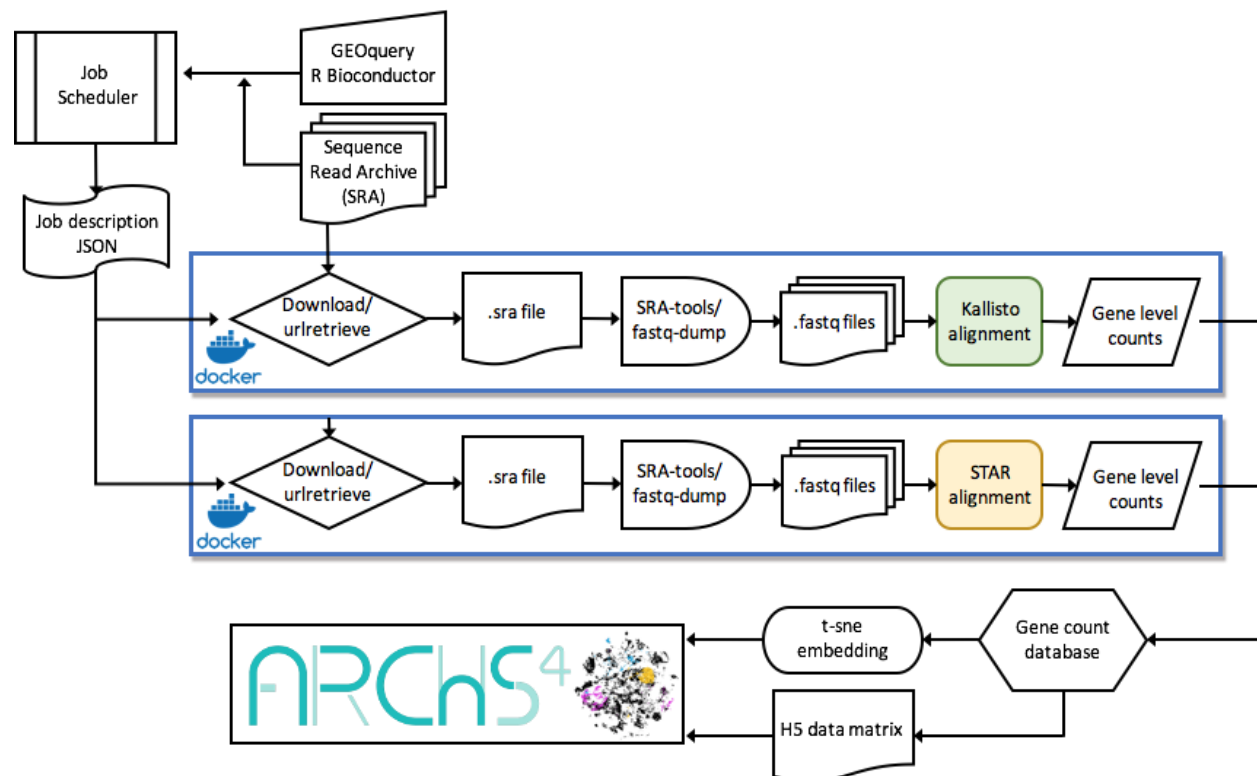 Job
Scheduler
GEOquery
R Bioconductor
Sequence
Read Archive
(SRA)
Job description
JSON
Download/
urlretrieve
.sra file
SRA-tools/
fastq-dump
.fastq files
Kallisto
alignment
Gene level
counts
docker
Download/
urlretrieve
.sra file
SRA-tools/
fastq-dump
.fastq files
STAR
alignment
Gene level
counts
docker
t-sne
embedding
Gene count
database
ARChS4
H5 data matrix